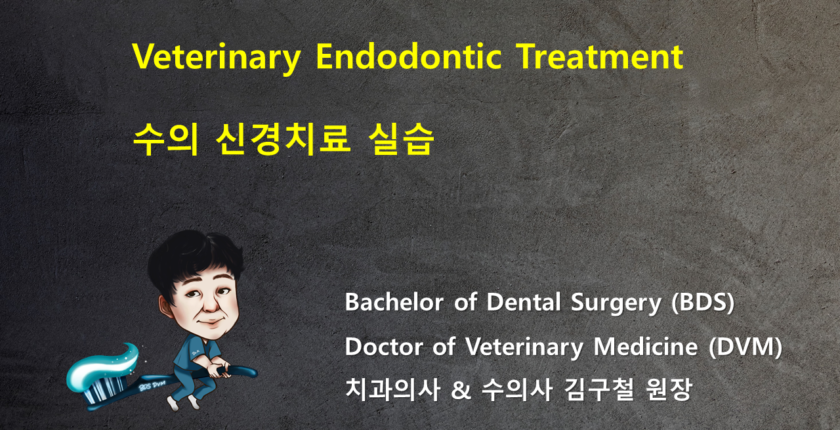 Veterinary Endodontic Treatment
수의 신경치료 실습
Bachelor of Dental Surgery (BDS)
Doctor of Veterinary Medicine (DVM)
치과의사 & 수의사 김구철 원장